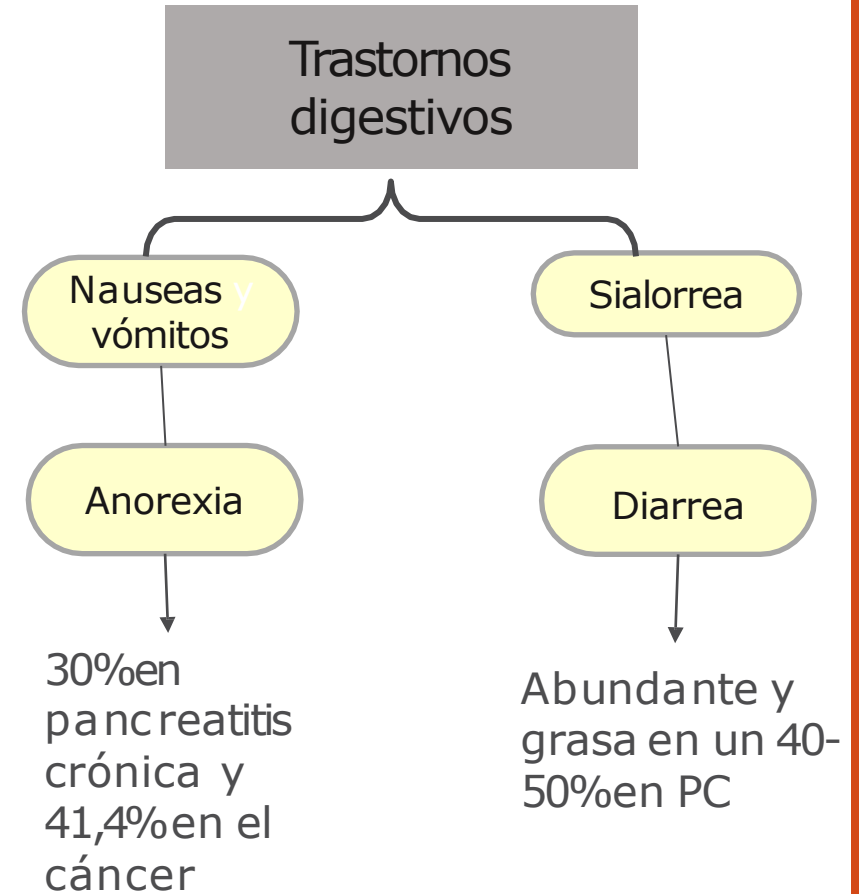 Trastornos
digestivos
Nauseas y
vómitos
Sialorrea
Anorexia
Diarrea
30%en
pancreatitis
crónica y
41,4%en el
cáncer
Abundante y
grasa en un 40-
50%en PC